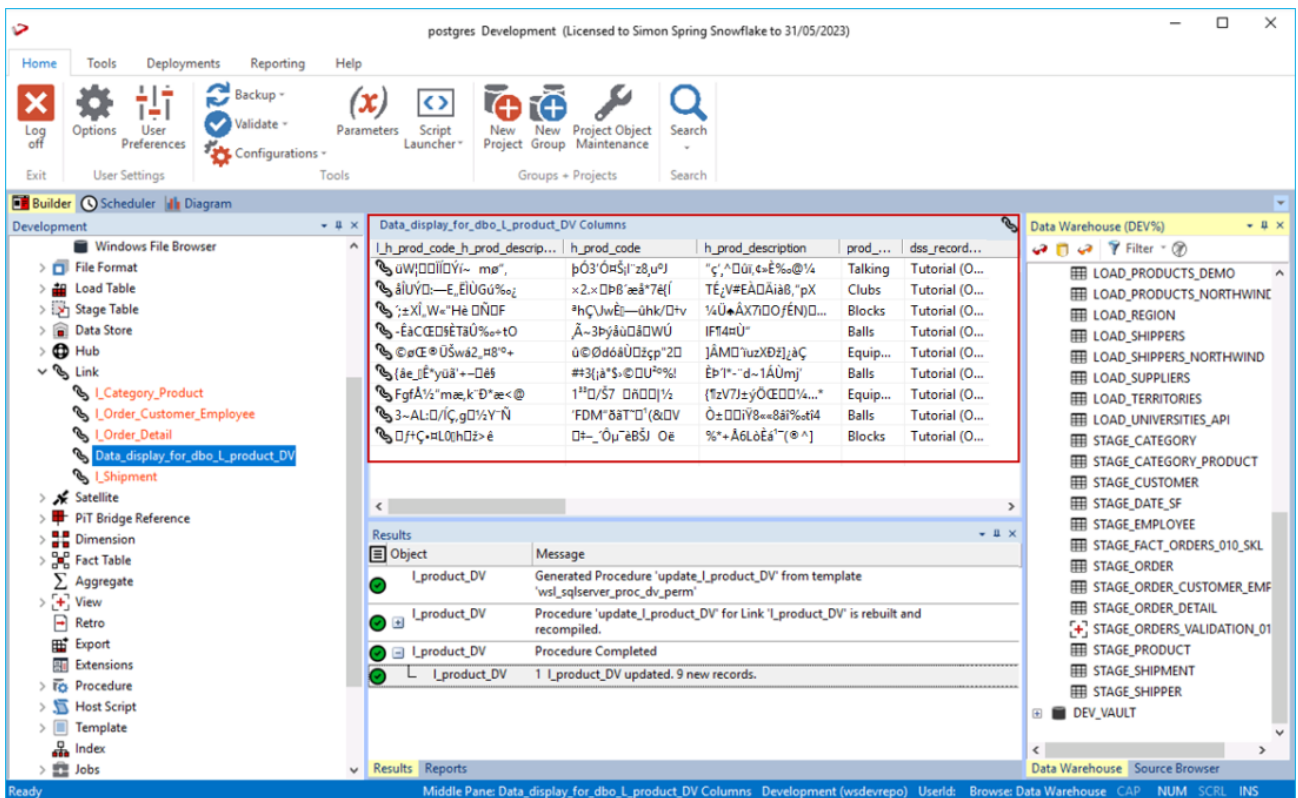 postgres Development (Licensed to Simon Spring Snowflake to 31/05/2023)
Home Tools Deployments Reporting Help
Log off
Options
User Preferences
Backup
Validate
Configurations
Parameters
Script Launcher
New Project
New Group
Project Object Maintenance
Search
Exit User Settings Tools Groups + Projects Search
Builder Scheduler Diagram
Development
Windows File Browser
File Format
Load Table
Stage Table
Data Store
Hub
Link
l_Category_Product
l_Order_Customer_Employee
l_Order_Detail
Data_display_for_dbo_L_product_DV
l_Shipment
Satellite
PiT Bridge Reference
Dimension
Fact Table
Aggregate
View
Retro
Export
Extensions
Procedure
Host Script
Template
Index
Jobs
Data_display_for_dbo_L_product_DV Columns
l_h_prod_code_h_prod_descrip... h_prod_code h_prod_description prod_... dss_record...
Talking Tutorial (O...
Clubs Tutorial (O...
Blocks Tutorial (O...
Balls Tutorial (O...
Equip... Tutorial (O...
Balls Tutorial (O...
Equip... Tutorial (O...
Balls Tutorial (O...
Blocks Tutorial (O...
Results
Object Message
l_product_DV Generated Procedure 'update_l_product_DV' from template
'wsl_sqlserver_proc_dv_perm'
l_product_DV Procedure 'update_l_product_DV' for Link 'l_product_DV' is rebuilt and
recompiled.
l_product_DV Procedure Completed
l_product_DV 1 l_product_DV updated. 9 new records.
Results Reports
Data Warehouse (DEV%)
Filter
LOAD_PRODUCTS_DEMO
LOAD_PRODUCTS_NORTHWIND
LOAD_REGION
LOAD_SHIPPERS
LOAD_SHIPPERS_NORTHWIND
LOAD_SUPPLIERS
LOAD_TERRITORIES
LOAD_UNIVERSITIES_API
STAGE_CATEGORY
STAGE_CATEGORY_PRODUCT
STAGE_CUSTOMER
STAGE_DATE_SF
STAGE_EMPLOYEE
STAGE_FACT_ORDERS_010_SKL
STAGE_ORDER
STAGE_ORDER_CUSTOMER_EMP
STAGE_ORDER_DETAIL
STAGE_ORDERS_VALIDATION_01
STAGE_PRODUCT
STAGE_SHIPMENT
STAGE_SHIPPER
DEV_VAULT
Data Warehouse Source Browser
Ready Middle Pane: Data_display_for_dbo_L_product_DV Columns Development (wsdevrepo) UserId: Browse: Data Warehouse CAP NUM SCRL INS